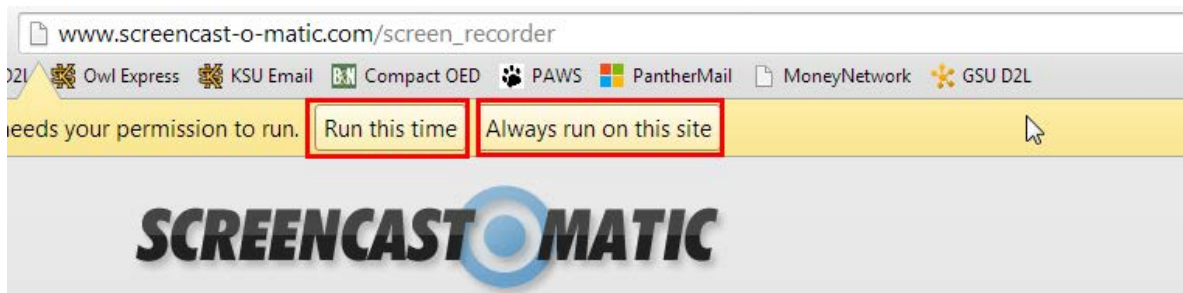 www.screencast-o-matic.com/screen_recorder
D2L Owl Express KSU Email B&N Compact OED PAWS PantherMail MoneyNetwork GSU D2L
needs your permission to run. Run this time Always run on this site
SCREENCAST O MATIC